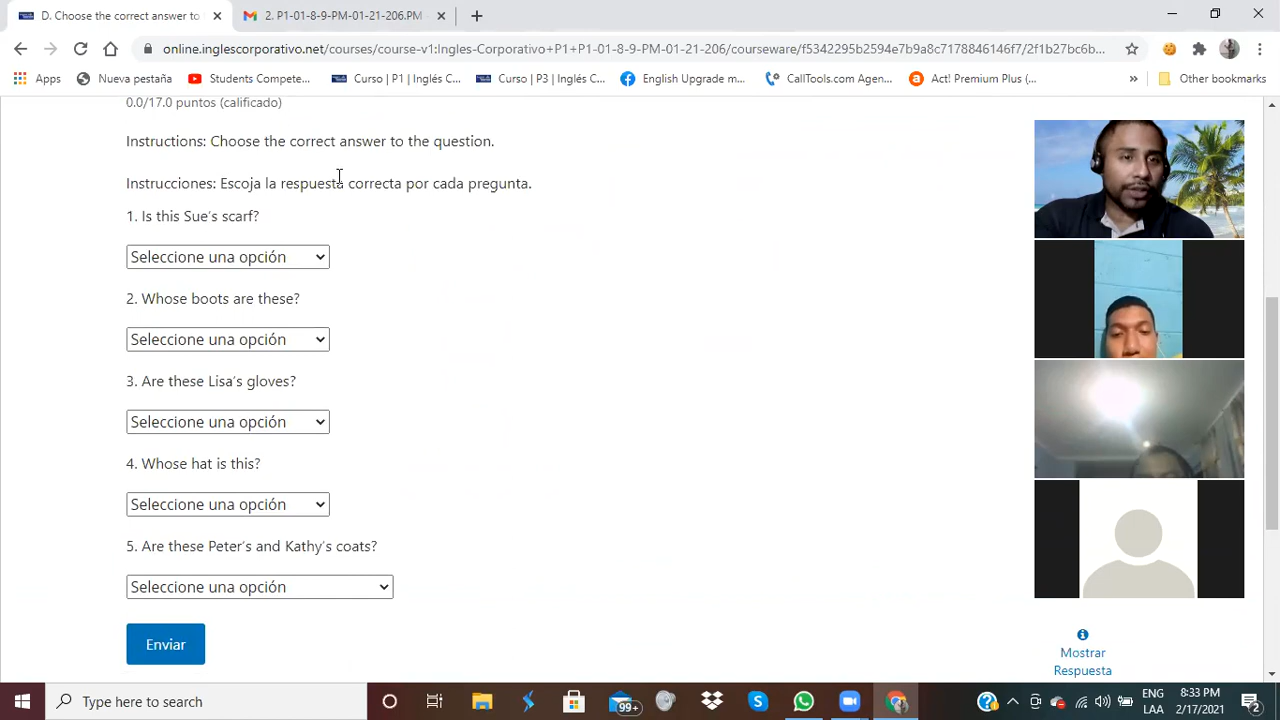 D. Choose the correct answer to
2. P1-01-8-9-PM-01-21-206.PM -
online.inglescorporativo.net/courses/course-v1:Ingles-Corporativo+P1+P1-01-8-9-PM-01-21-206/courseware/f5342295b2594e7b9a8c7178846146f7/2f1b27bc6b...
Apps
Nueva pestaña
Students Compete...
Curso | P1 | Inglés C...
Curso | P3 | Inglés C...
English Upgrade m...
CallTools.com Agen...
Act! Premium Plus (...
»
Other bookmarks
0.0/17.0 puntos (calificado)
Instructions: Choose the correct answer to the question.
Instrucciones: Escoja la respuesta correcta por cada pregunta.
1. Is this Sue's scarf?
Seleccione una opción
2. Whose boots are these?
Seleccione una opción
3. Are these Lisa's gloves?
Seleccione una opción
4. Whose hat is this?
Seleccione una opción
5. Are these Peter's and Kathy's coats?
Seleccione una opción
Enviar
Mostrar
Respuesta
Type here to search
99+
ENG
LAA
8:33 PM
2/17/2021
2